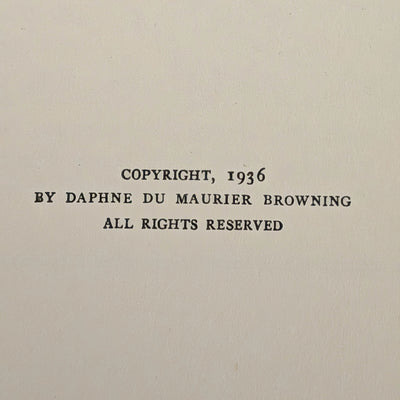 COPYRIGHT, 1936
BY DAPHNE DU MAURIER BROWNING
ALL RIGHTS RESERVED